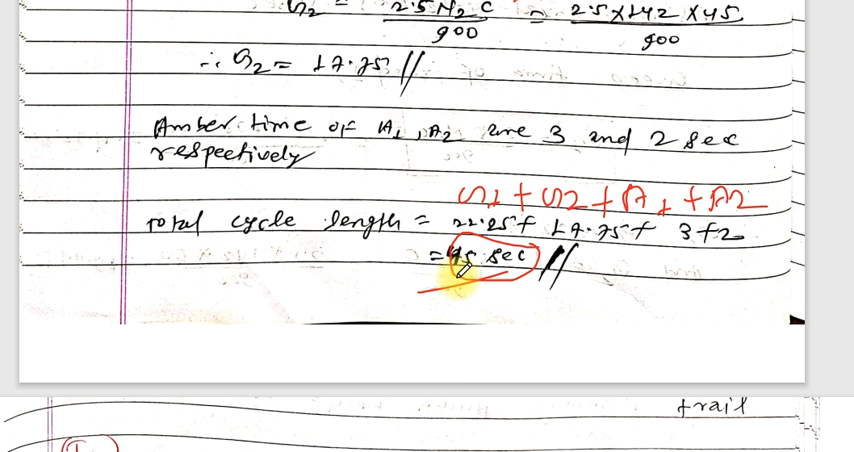 G2 = 2.5 N2 C / 900 = 2.5 X 142 X 45 / 900
∴ G2 = 17.75 //
Amber time of A1, A2 are 3 and 2 sec
respectively
G1 + G2 + A1 + A2
Total cycle length = 22.25 + 17.75 + 3 + 2
= 45 sec //
trail